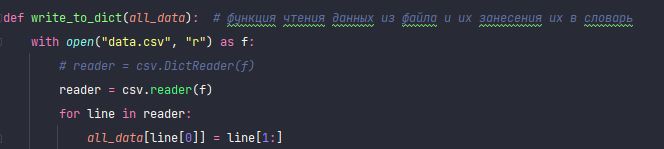 def write_to_dict(all_data):  # функция чтения данных из файла и их занесения их в словарь
    with open("data.csv", "r") as f:
        # reader = csv.DictReader(f)
        reader = csv.reader(f)
        for line in reader:
            all_data[line[0]] = line[1:]